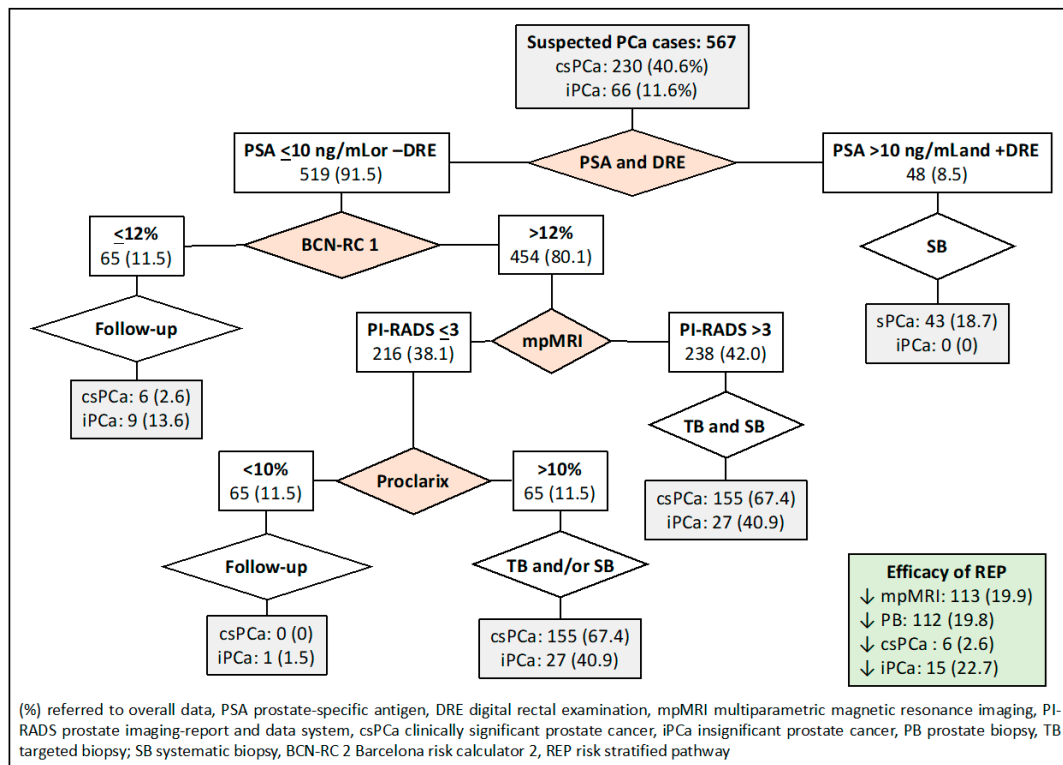 Suspected PCa cases: 567
csPCa: 230 (40.6%)
iPCa: 66 (11.6%)
PSA ≤10 ng/mLor –DRE
519 (91.5)
PSA and DRE
PSA >10 ng/mLand +DRE
48 (8.5)
≤12%
65 (11.5)
BCN-RC 1
>12%
454 (80.1)
SB
Follow-up
PI-RADS ≤3
216 (38.1)
mpMRI
PI-RADS >3
238 (42.0)
sPCa: 43 (18.7)
iPCa: 0 (0)
csPCa: 6 (2.6)
iPCa: 9 (13.6)
TB and SB
<10%
65 (11.5)
Proclarix
>10%
65 (11.5)
csPCa: 155 (67.4)
iPCa: 27 (40.9)
Follow-up
TB and/or SB
csPCa: 0 (0)
iPCa: 1 (1.5)
csPCa: 155 (67.4)
iPCa: 27 (40.9)
Efficacy of REP
↓ mpMRI: 113 (19.9)
↓ PB: 112 (19.8)
↓ csPCa : 6 (2.6)
↓ iPCa: 15 (22.7)
(%) referred to overall data, PSA prostate-specific antigen, DRE digital rectal examination, mpMRI multiparametric magnetic resonance imaging, PI-
RADS prostate imaging-report and data system, csPCa clinically significant prostate cancer, iPCa insignificant prostate cancer, PB prostate biopsy, TB
targeted biopsy; SB systematic biopsy, BCN-RC 2 Barcelona risk calculator 2, REP risk stratified pathway